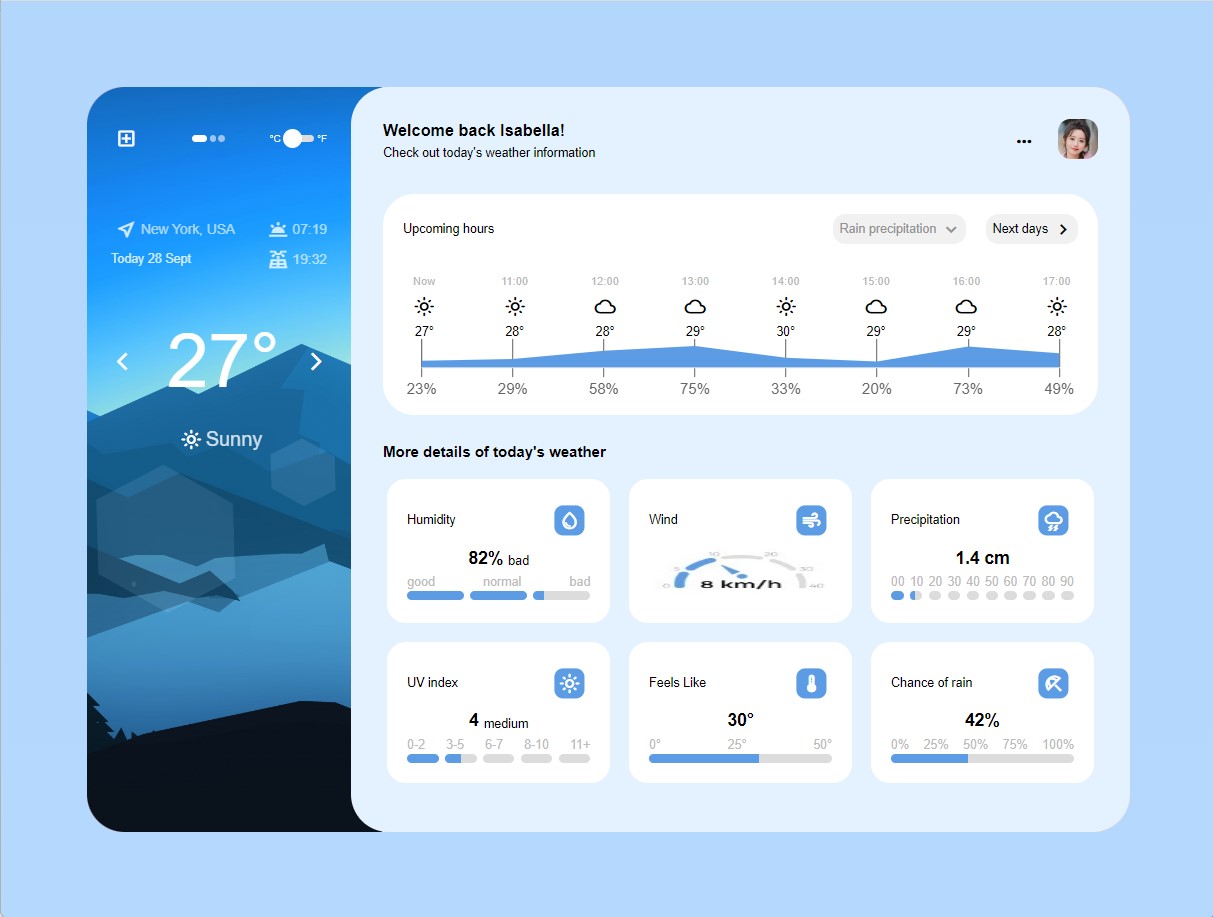 °C °F
New York, USA 07:19
Today 28 Sept 19:32
27°
Sunny
Welcome back Isabella!
Check out today's weather information
Upcoming hours Rain precipitation Next days
Now 11:00 12:00 13:00 14:00 15:00 16:00 17:00
27° 28° 28° 29° 30° 29° 29° 28°
23% 29% 58% 75% 33% 20% 73% 49%
More details of today's weather
Humidity
82% bad
good normal bad
Wind
0 5 10 20 30 40
8 km/h
Precipitation
1.4 cm
00 10 20 30 40 50 60 70 80 90
UV index
4 medium
0-2 3-5 6-7 8-10 11+
Feels Like
30°
0° 25° 50°
Chance of rain
42%
0% 25% 50% 75% 100%